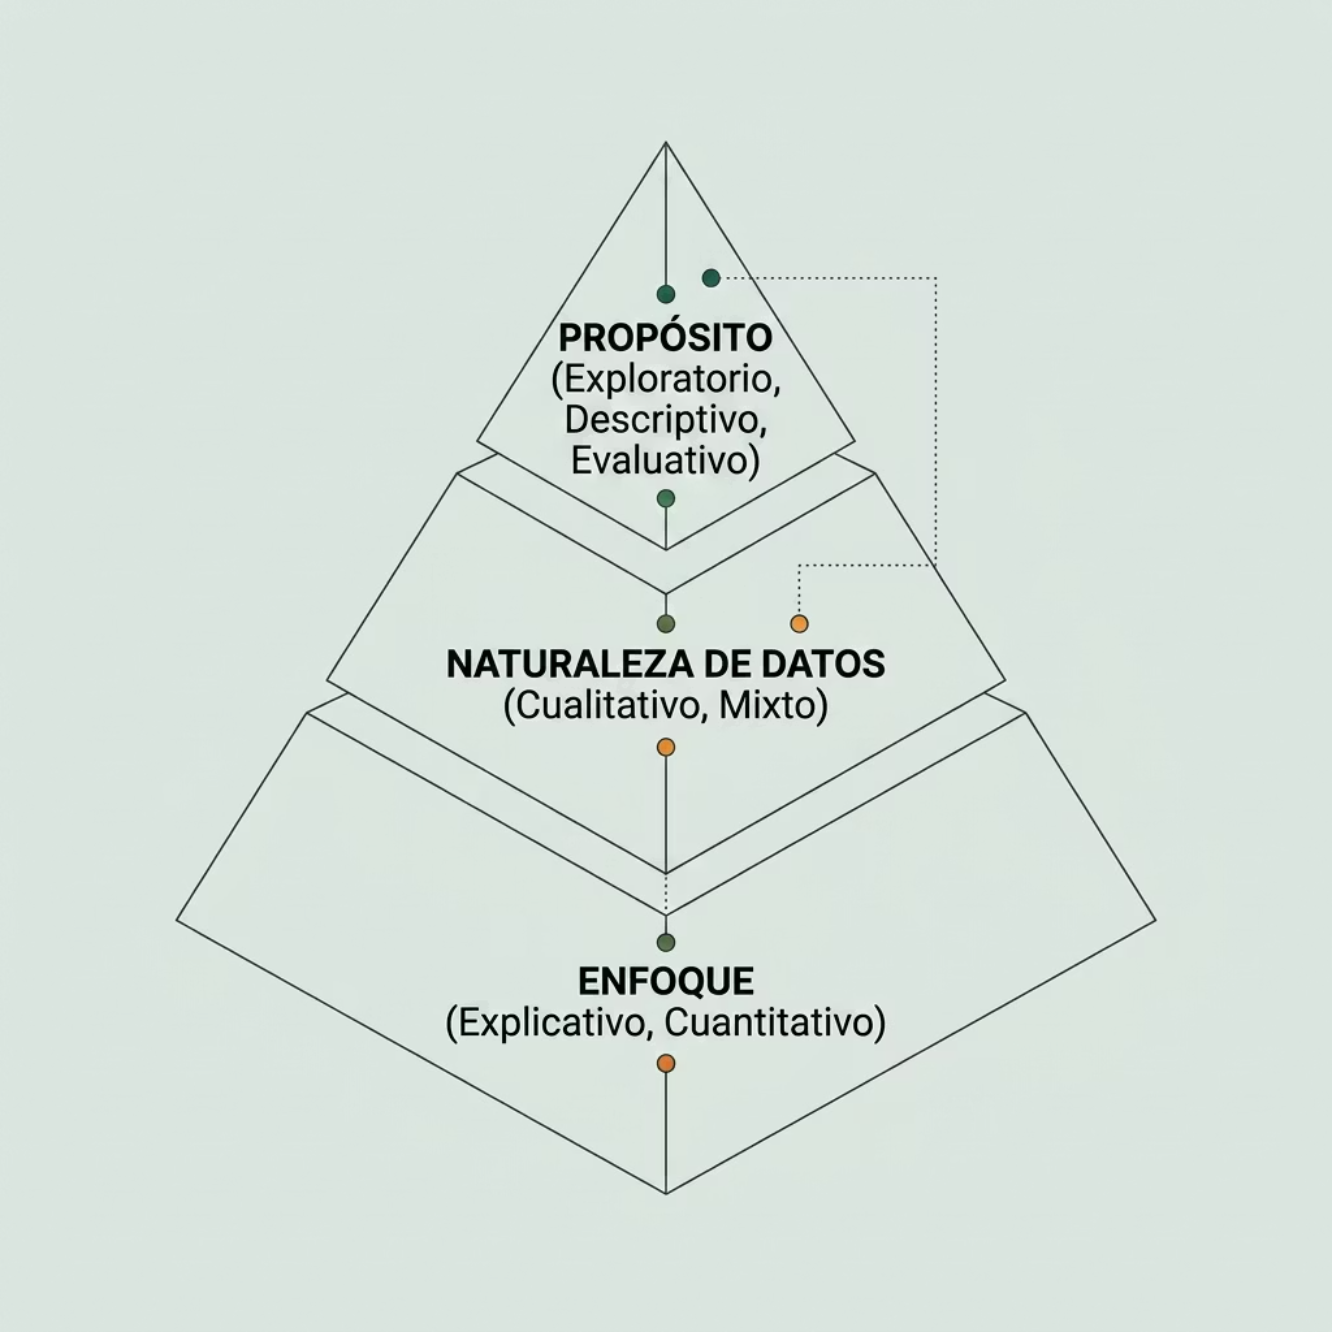 PROPÓSITO
(Exploratorio,
Descriptivo,
Evaluativo)
NATURALEZA DE DATOS
(Cualitativo, Mixto)
ENFOQUE
(Explicativo, Cuantitativo)